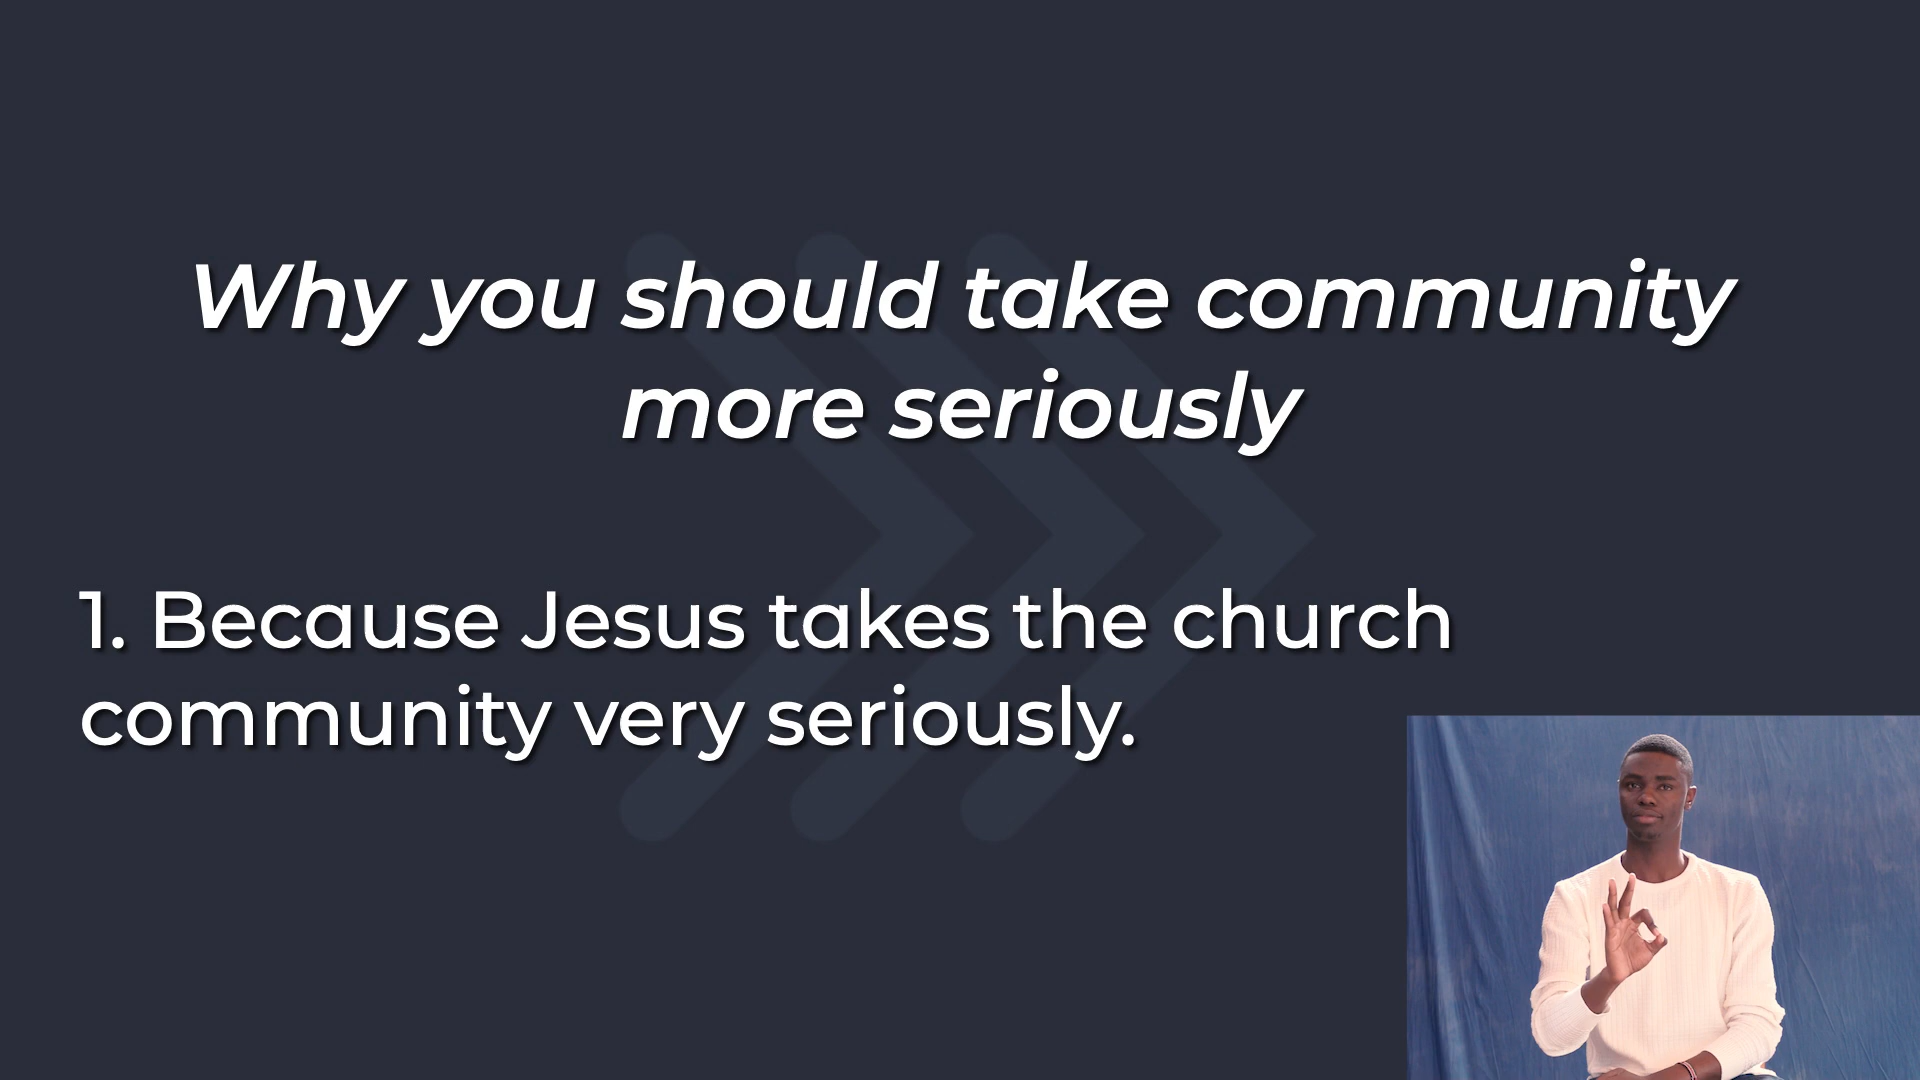 Why you should take community
more seriously
1. Because Jesus takes the church
community very seriously.